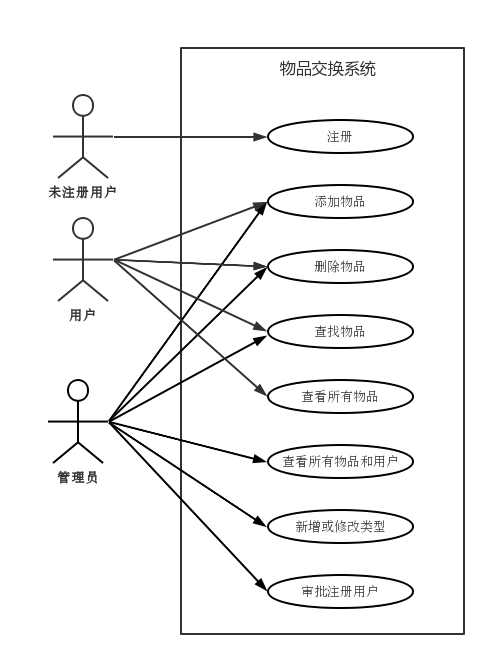 物品交换系统
注册
未注册用户
添加物品
删除物品
用户
查找物品
查看所有物品
管理员
查看所有物品和用户
新增或修改类型
审批注册用户